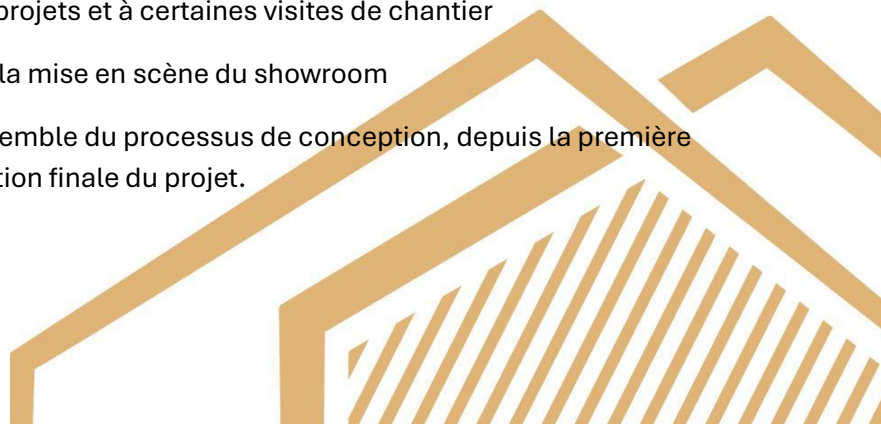 projets et à certaines visites de chantier
la mise en scène du showroom
emble du processus de conception, depuis la première
tion finale du projet.